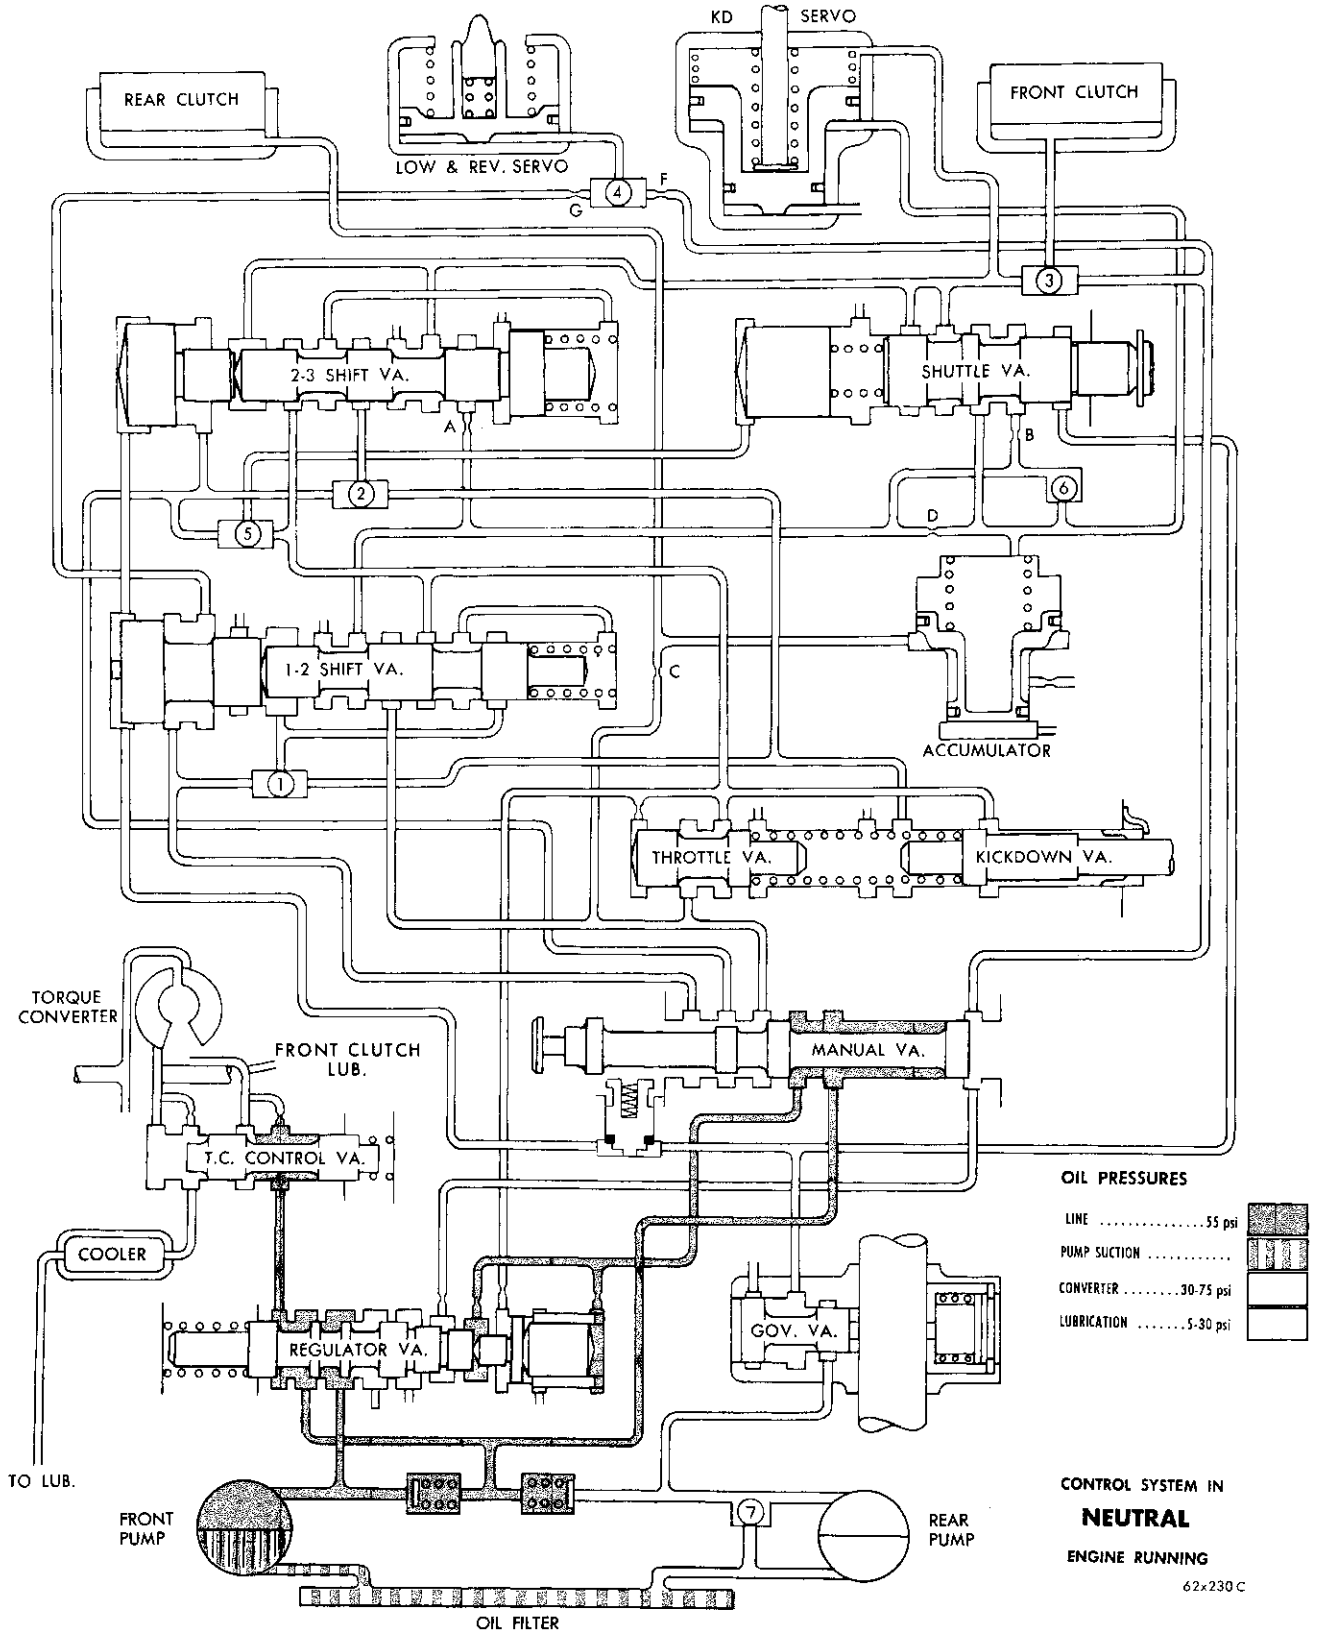 KD SERVO
REAR CLUTCH
FRONT CLUTCH
LOW & REV. SERVO
4
F
G
3
2-3 SHIFT VA.
SHUTTLE VA.
A
B
2
6
5
D
1-2 SHIFT VA.
C
ACCUMULATOR
1
THROTTLE VA.
KICKDOWN VA.
TORQUE
CONVERTER
FRONT CLUTCH
LUB.
MANUAL VA.
T.C. CONTROL VA.
OIL PRESSURES
LINE ............... 55 psi
PUMP SUCTION ............
CONVERTER ........ 30-75 psi
LUBRICATION ....... 5-30 psi
COOLER
GOV. VA.
REGULATOR VA.
TO LUB.
FRONT
PUMP
7
REAR
PUMP
CONTROL SYSTEM IN
NEUTRAL
ENGINE RUNNING
62x230C
OIL FILTER